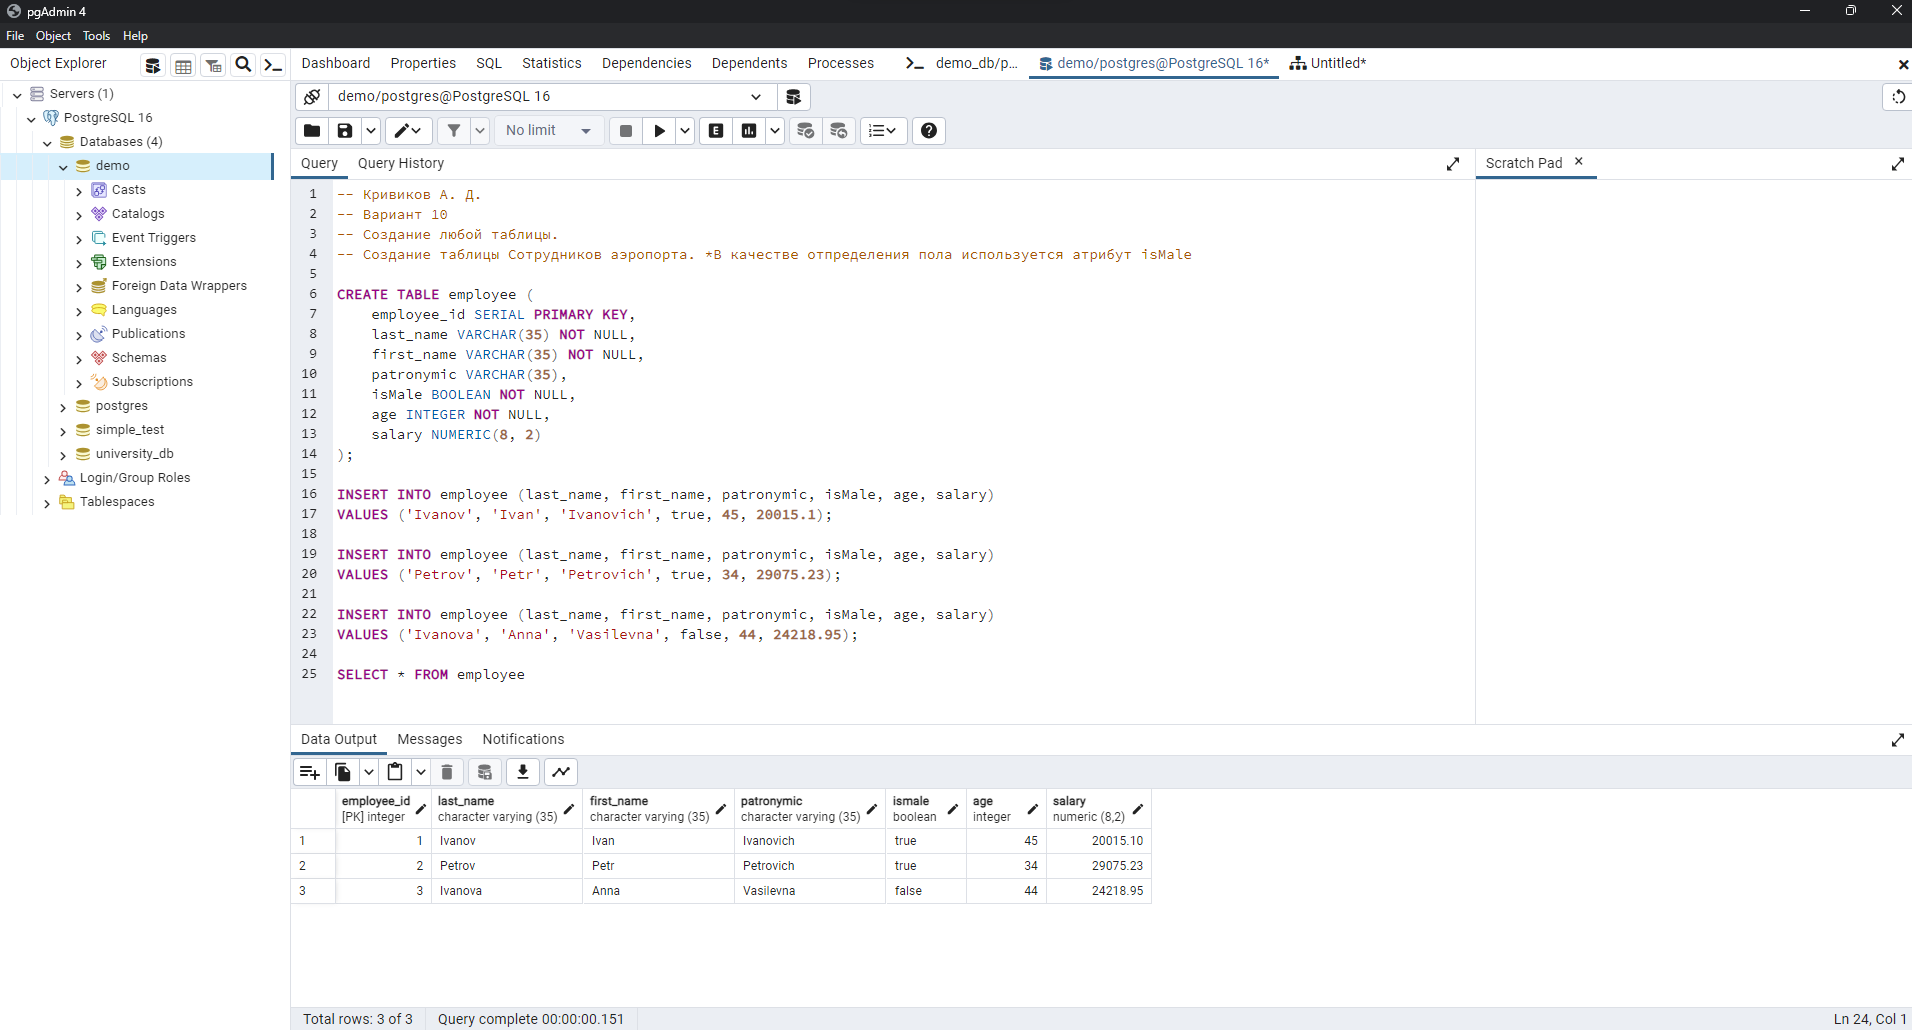 pgAdmin 4
File Object Tools Help
Object Explorer
Dashboard Properties SQL Statistics Dependencies Dependents Processes demo_db/p... demo/postgres@PostgreSQL 16* Untitled*
Servers (1)
PostgreSQL 16
Databases (4)
demo
Casts
Catalogs
Event Triggers
Extensions
Foreign Data Wrappers
Languages
Publications
Schemas
Subscriptions
postgres
simple_test
university_db
Login/Group Roles
Tablespaces
demo/postgres@PostgreSQL 16
No limit
E
Query Query History
Scratch Pad
1 -- Кривиков А. Д.
2 -- Вариант 10
3 -- Создание любой таблицы.
4 -- Создание таблицы Сотрудников аэропорта. *В качестве отпределения пола используется атрибут isMale
5
6 CREATE TABLE employee (
7 employee_id SERIAL PRIMARY KEY,
8 last_name VARCHAR(35) NOT NULL,
9 first_name VARCHAR(35) NOT NULL,
10 patronymic VARCHAR(35),
11 isMale BOOLEAN NOT NULL,
12 age INTEGER NOT NULL,
13 salary NUMERIC(8, 2)
14 );
15
16 INSERT INTO employee (last_name, first_name, patronymic, isMale, age, salary)
17 VALUES ('Ivanov', 'Ivan', 'Ivanovich', true, 45, 20015.1);
18
19 INSERT INTO employee (last_name, first_name, patronymic, isMale, age, salary)
20 VALUES ('Petrov', 'Petr', 'Petrovich', true, 34, 29075.23);
21
22 INSERT INTO employee (last_name, first_name, patronymic, isMale, age, salary)
23 VALUES ('Ivanova', 'Anna', 'Vasilevna', false, 44, 24218.95);
24
25 SELECT * FROM employee
Data Output Messages Notifications
employee_id last_name first_name patronymic ismale age salary
[PK] integer character varying (35) character varying (35) character varying (35) boolean integer numeric (8,2)
1 1 Ivanov Ivan Ivanovich true 45 20015.10
2 2 Petrov Petr Petrovich true 34 29075.23
3 3 Ivanova Anna Vasilevna false 44 24218.95
Total rows: 3 of 3 Query complete 00:00:00.151 Ln 24, Col 1